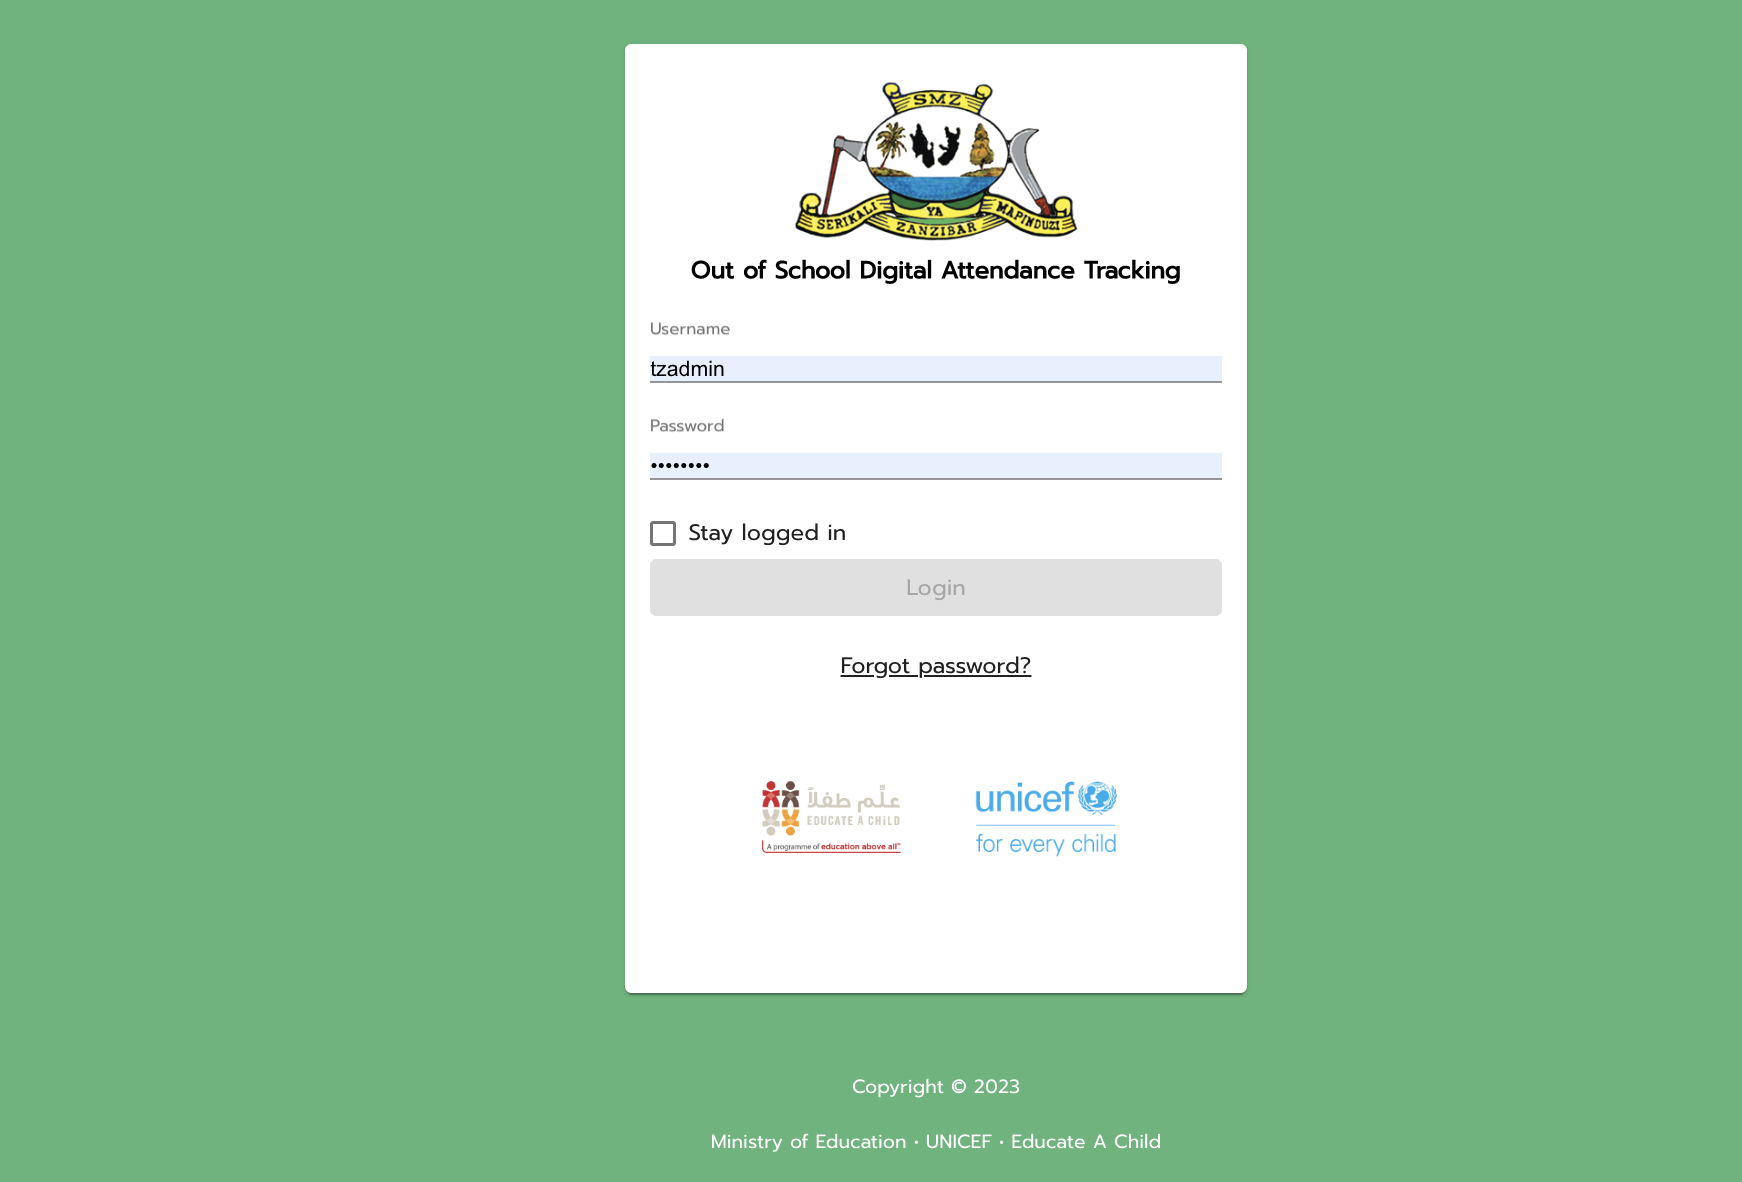 SMZ
SERIKALI YA MAPINDUZI
ZANZIBAR
Out of School Digital Attendance Tracking
Username
tzadmin
Password
••••••••
Stay logged in
Login
Forgot password?
علّم طفلاً
EDUCATE A CHILD
A programme of education above all™
unicef
for every child
Copyright © 2023
Ministry of Education • UNICEF • Educate A Child